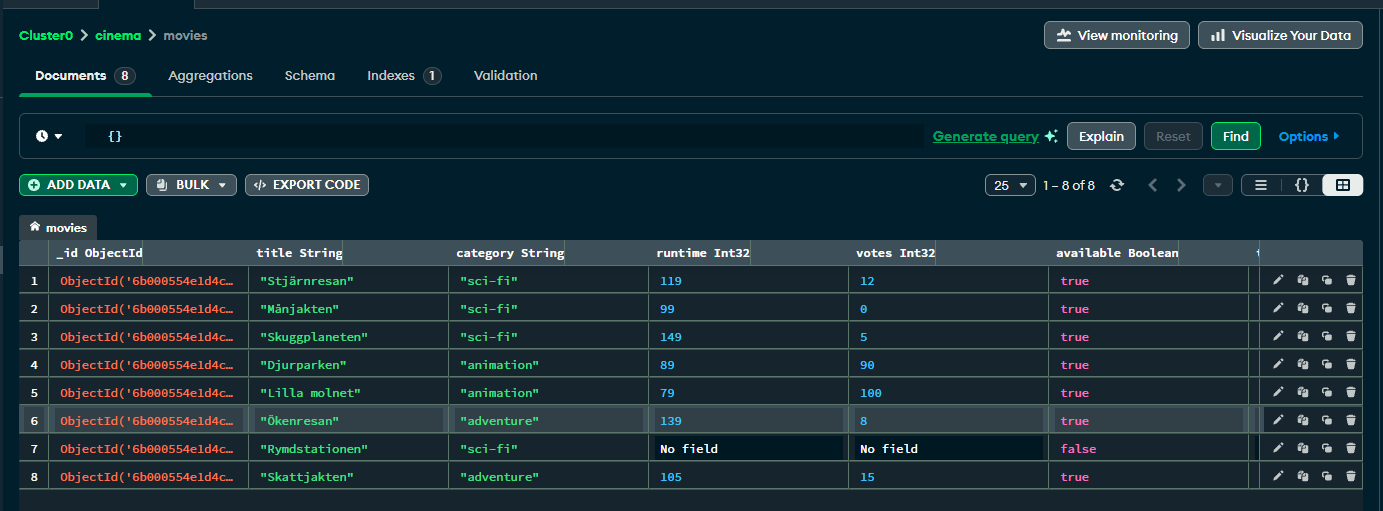 Cluster0 > cinema > movies View monitoring Visualize Your Data
Documents 8 Aggregations Schema Indexes 1 Validation
{} Generate query Explain Reset Find Options
ADD DATA BULK </> EXPORT CODE 25 1 – 8 of 8 {}
movies
_id ObjectId title String category String runtime Int32 votes Int32 available Boolean
1 ObjectId('6b000554e1d4c… "Stjärnresan" "sci-fi" 119 12 true
2 ObjectId('6b000554e1d4c… "Månjakten" "sci-fi" 99 0 true
3 ObjectId('6b000554e1d4c… "Skuggplaneten" "sci-fi" 149 5 true
4 ObjectId('6b000554e1d4c… "Djurparken" "animation" 89 90 true
5 ObjectId('6b000554e1d4c… "Lilla molnet" "animation" 79 100 true
6 ObjectId('6b000554e1d4c… "Ökenresan" "adventure" 139 8 true
7 ObjectId('6b000554e1d4c… "Rymdstationen" "sci-fi" No field No field false
8 ObjectId('6b000554e1d4c… "Skattjakten" "adventure" 105 15 true